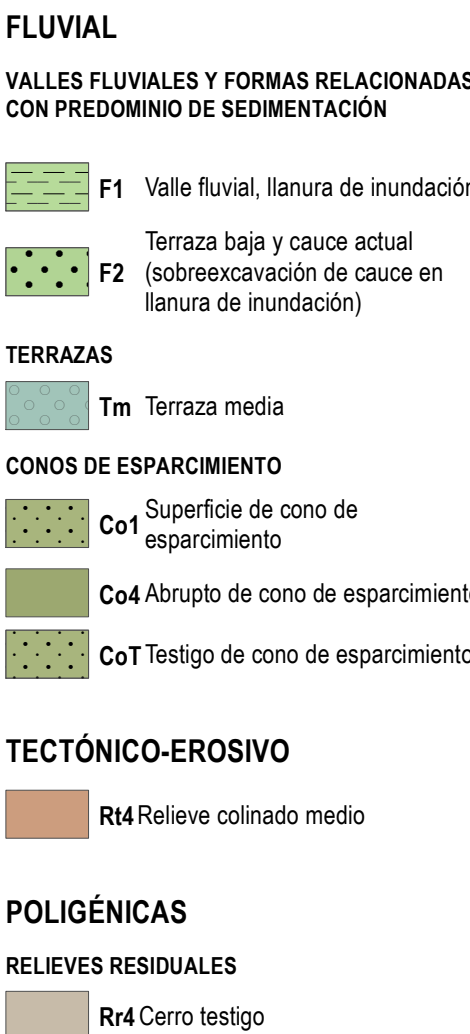 FLUVIAL
VALLES FLUVIALES Y FORMAS RELACIONADAS
CON PREDOMINIO DE SEDIMENTACIÓN
F1 Valle fluvial, llanura de inundación
F2 Terraza baja y cauce actual
(sobreexcavación de cauce en
llanura de inundación)
TERRAZAS
Tm Terraza media
CONOS DE ESPARCIMIENTO
Co1 Superficie de cono de
esparcimiento
Co4 Abrupto de cono de esparcimiento
CoT Testigo de cono de esparcimiento
TECTÓNICO-EROSIVO
Rt4 Relieve colinado medio
POLIGÉNICAS
RELIEVES RESIDUALES
Rr4 Cerro testigo